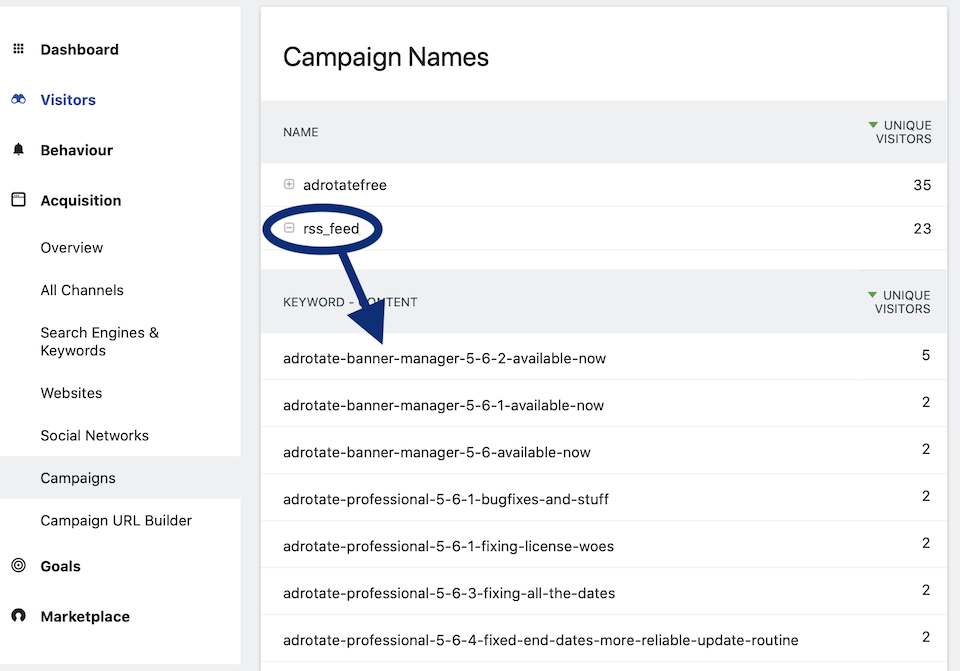 Dashboard
Visitors
Behaviour
Acquisition
Overview
All Channels
Search Engines &
Keywords
Websites
Social Networks
Campaigns
Campaign URL Builder
Goals
Marketplace
Campaign Names
NAME
UNIQUE
VISITORS
adrotatefree 35
rss_feed 23
KEYWORD - CONTENT
UNIQUE
VISITORS
adrotate-banner-manager-5-6-2-available-now 5
adrotate-banner-manager-5-6-1-available-now 2
adrotate-banner-manager-5-6-available-now 2
adrotate-professional-5-6-1-bugfixes-and-stuff 2
adrotate-professional-5-6-1-fixing-license-woes 2
adrotate-professional-5-6-3-fixing-all-the-dates 2
adrotate-professional-5-6-4-fixed-end-dates-more-reliable-update-routine 2